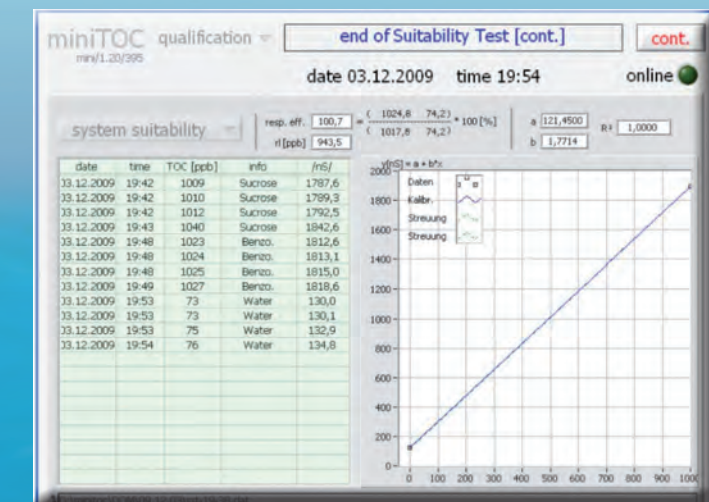 miniTOC qualification end of Suitability Test [cont.] cont.
mini/1.20/395
date 03.12.2009 time 19:54 online
system suitability
resp. eff. 100,7 = ( 1024,8 74,2) * 100 [%]
( 1017,8 74,2)
rl [ppb] 943,5
a 121,4500
b 1,7714
R² 1,0000
date time TOC [ppb] info /nS/
03.12.2009 19:42 1009 Sucrose 1787,6
03.12.2009 19:42 1010 Sucrose 1789,3
03.12.2009 19:42 1012 Sucrose 1792,5
03.12.2009 19:43 1040 Sucrose 1842,6
03.12.2009 19:48 1023 Benzo. 1812,6
03.12.2009 19:48 1024 Benzo. 1813,1
03.12.2009 19:48 1025 Benzo. 1815,0
03.12.2009 19:49 1027 Benzo. 1818,6
03.12.2009 19:53 73 Water 130,0
03.12.2009 19:53 73 Water 130,1
03.12.2009 19:53 75 Water 132,9
03.12.2009 19:54 76 Water 134,8
y[nS] = a + b*x
Daten
Kalibr.
Streuung
Streuung
2000
1800
1600
1400
1200
1000
800
600
400
200
0
0 100 200 300 400 500 600 700 800 900 1000